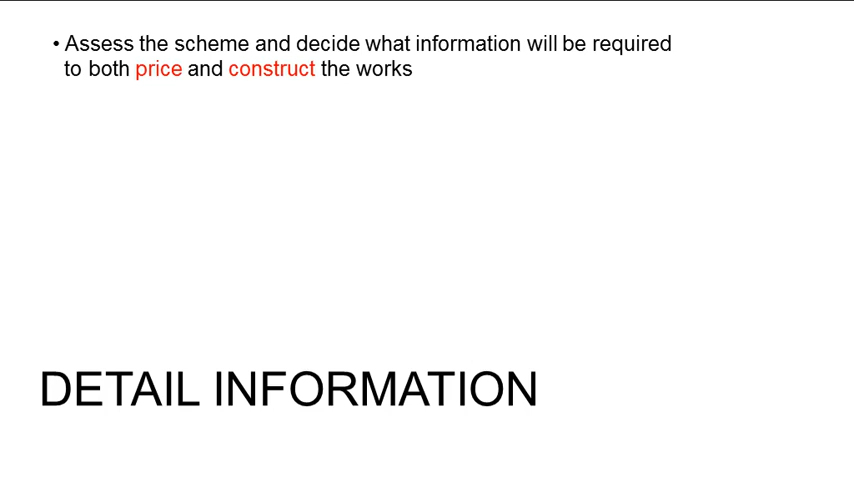 • Assess the scheme and decide what information will be required
to both price and construct the works
DETAIL INFORMATION